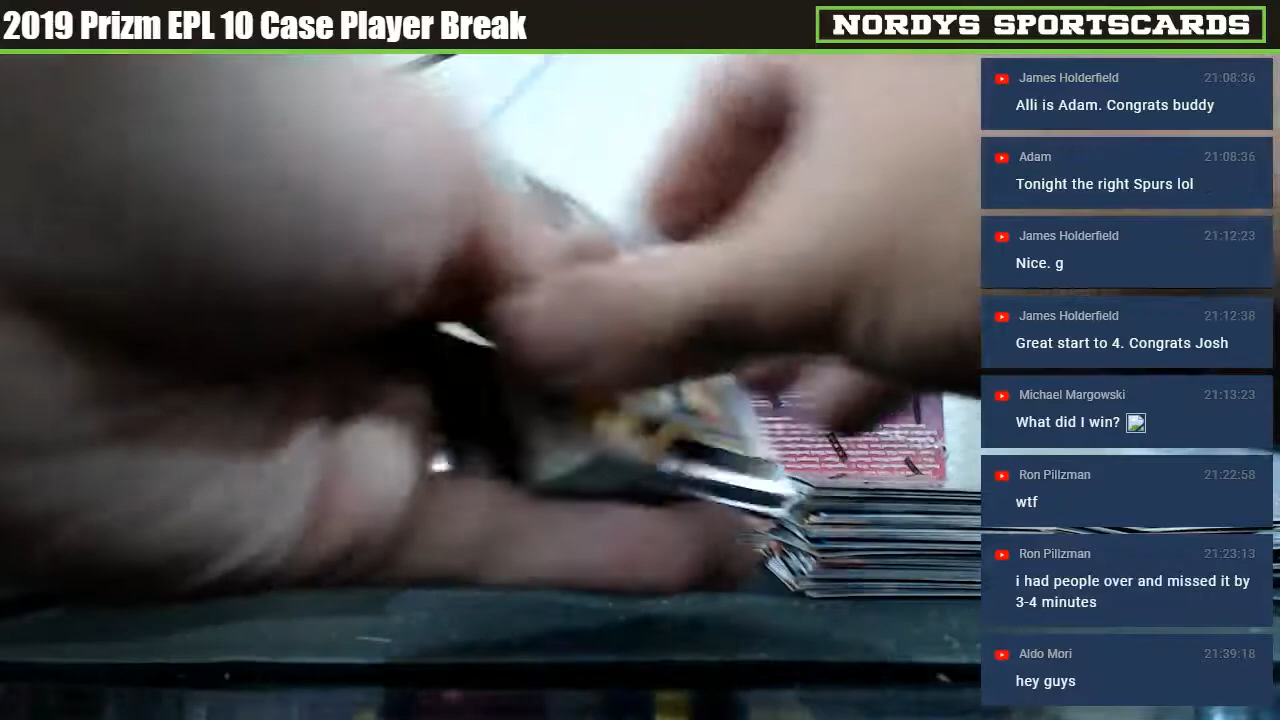 2019 Prizm EPL 10 Case Player Break
NORDYS SPORTSCARDS
James Holderfield 21:08:36
Alli is Adam. Congrats buddy
Adam 21:08:36
Tonight the right Spurs lol
James Holderfield 21:12:23
Nice. g
James Holderfield 21:12:38
Great start to 4. Congrats Josh
Michael Margowski 21:13:23
What did I win?
Ron Pillzman 21:22:58
wtf
Ron Pillzman 21:23:13
i had people over and missed it by
3-4 minutes
Aldo Mori 21:39:18
hey guys